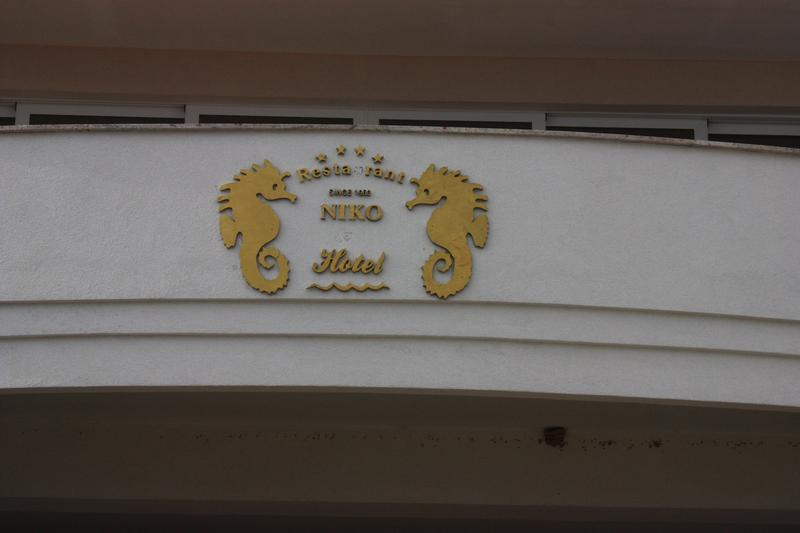 Resta rant
NIKO
Hotel